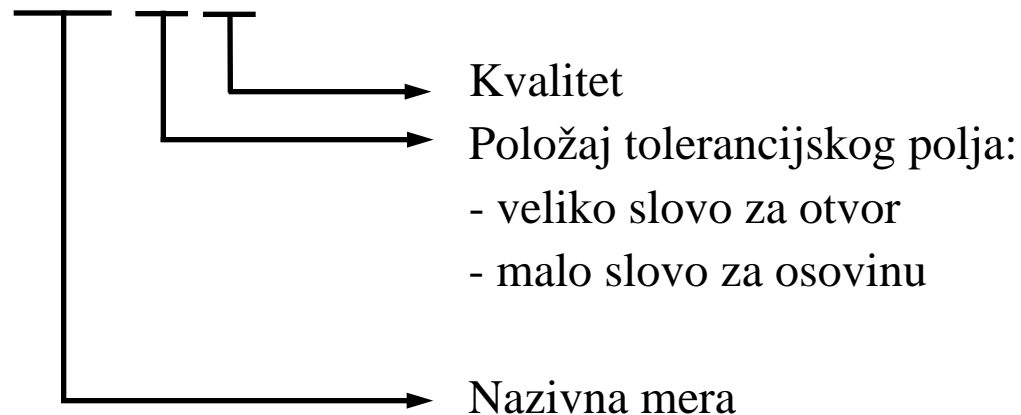 Kvalitet
Položaj tolerancijskog polja:
- veliko slovo za otvor
- malo slovo za osovinu
Nazivna mera